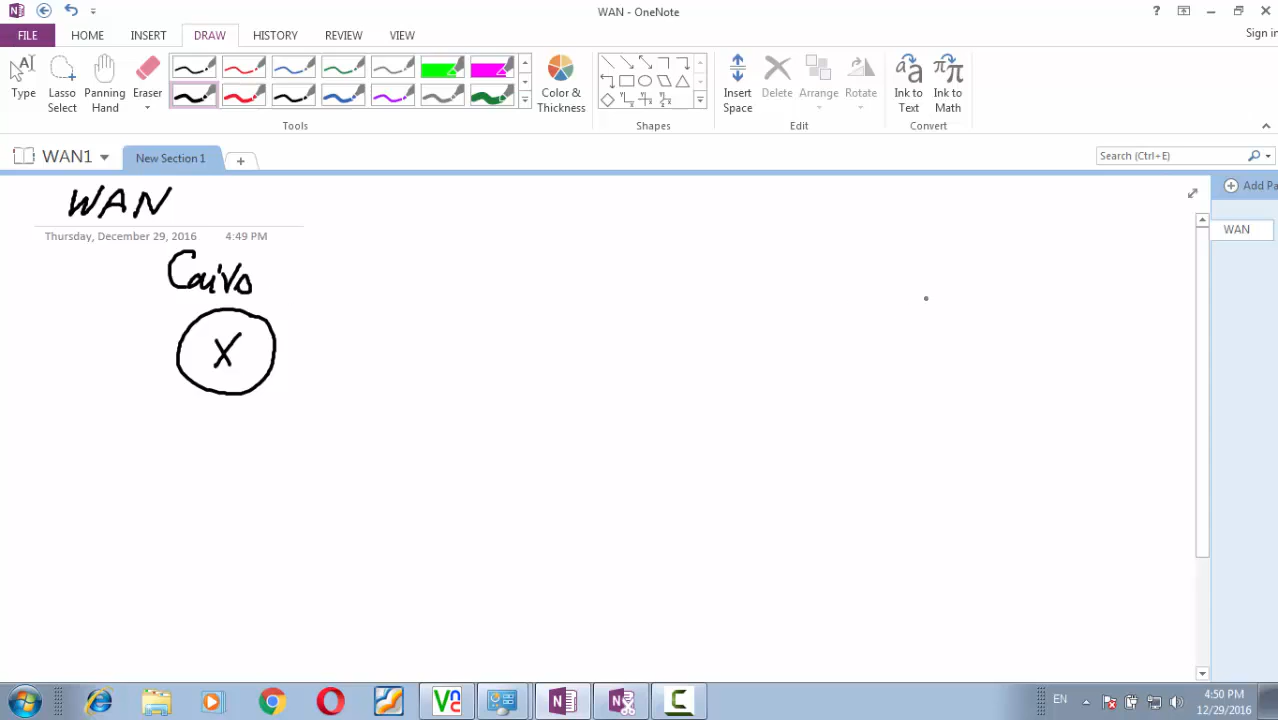 WAN - OneNote
?
Sign in
FILE HOME INSERT DRAW HISTORY REVIEW VIEW
Type
Lasso Select
Panning Hand
Eraser
Color & Thickness
Insert Space
Delete
Arrange
Rotate
Ink to Text
Ink to Math
Tools Shapes Edit Convert
WAN1 New Section 1 +
Search (Ctrl+E)
Add Pa
WAN
WAN
Thursday, December 29, 2016 4:49 PM
Cairo
X
EN
4:50 PM
12/29/2016